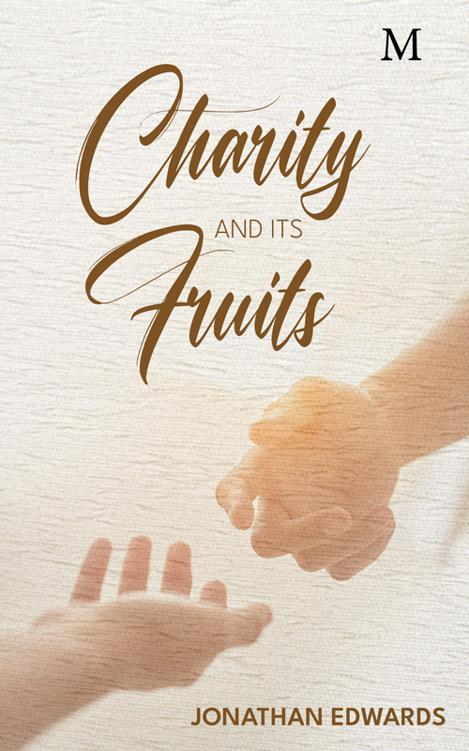 M
Charity
AND ITS
Fruits
JONATHAN EDWARDS